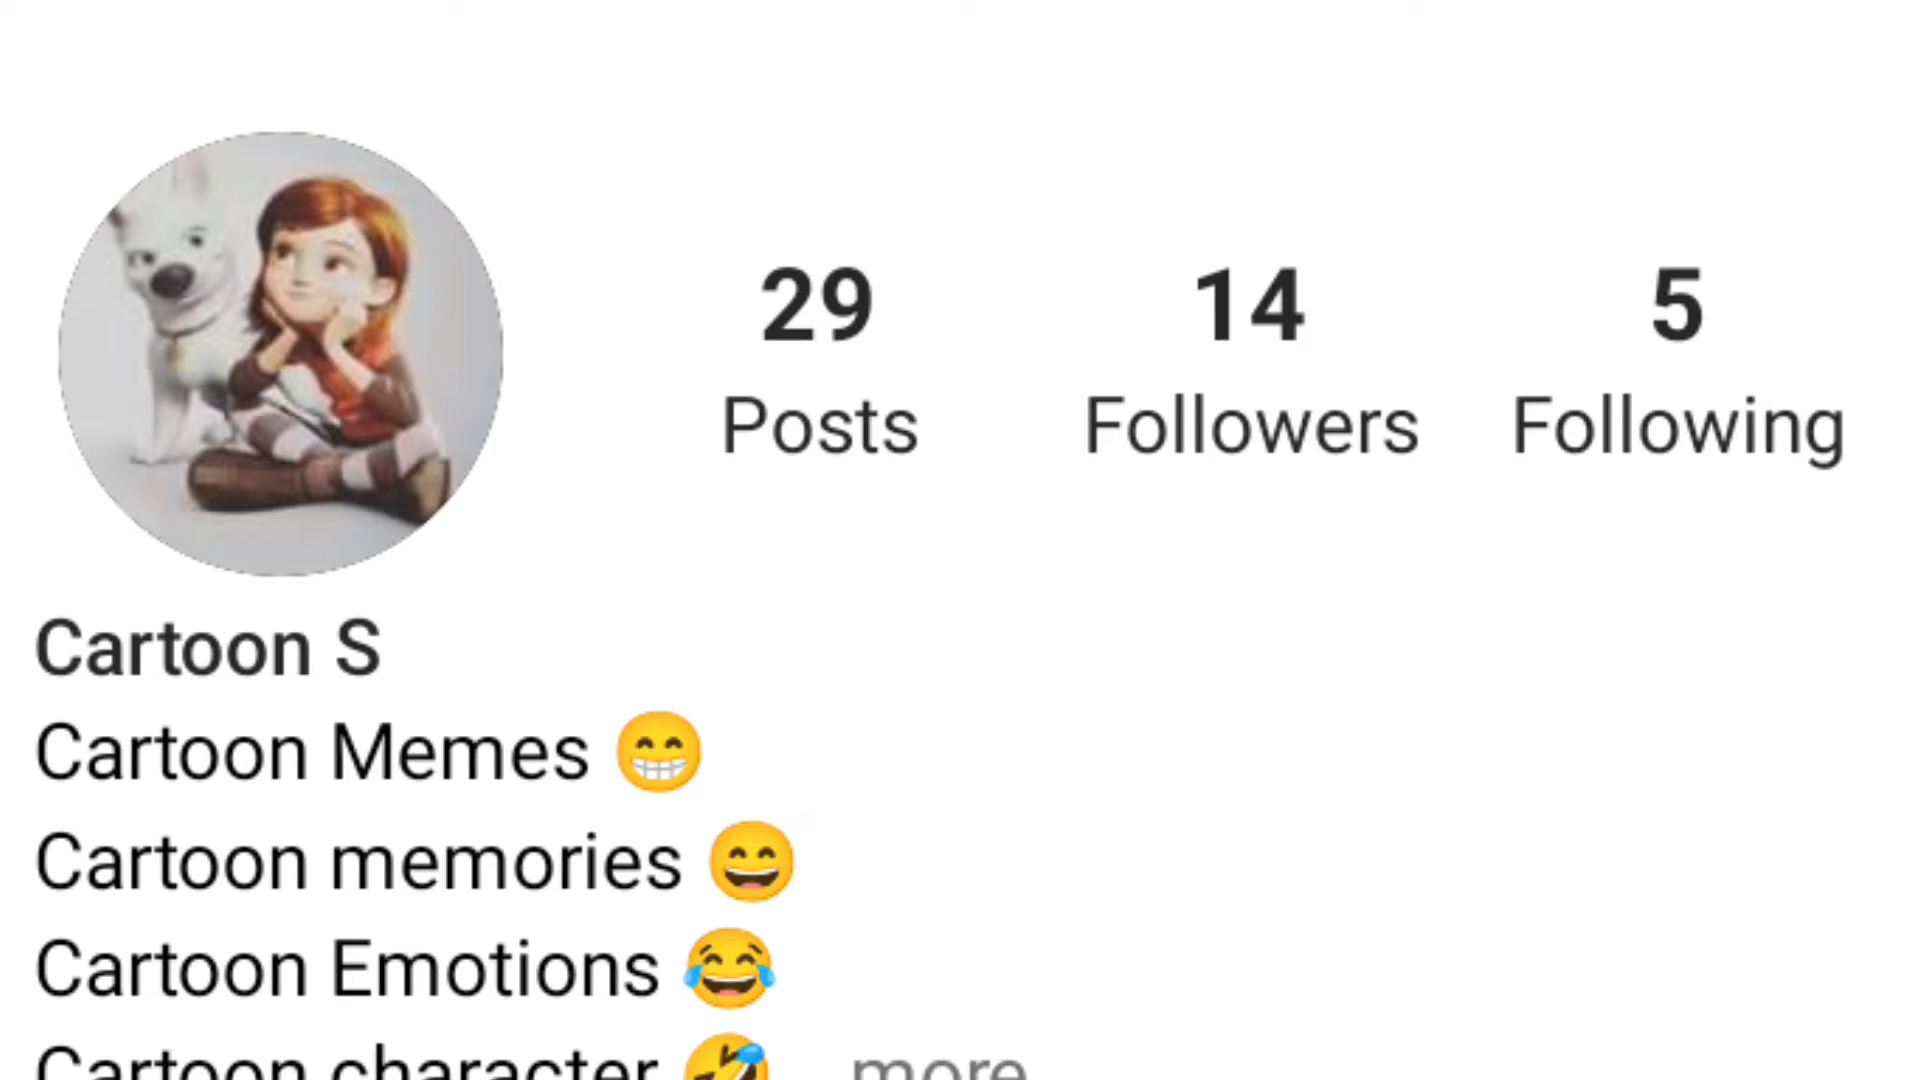 29 14 5
Posts Followers Following
Cartoon S
Cartoon Memes 😁
Cartoon memories 😄
Cartoon Emotions 😂
Cartoon character 🤣 more